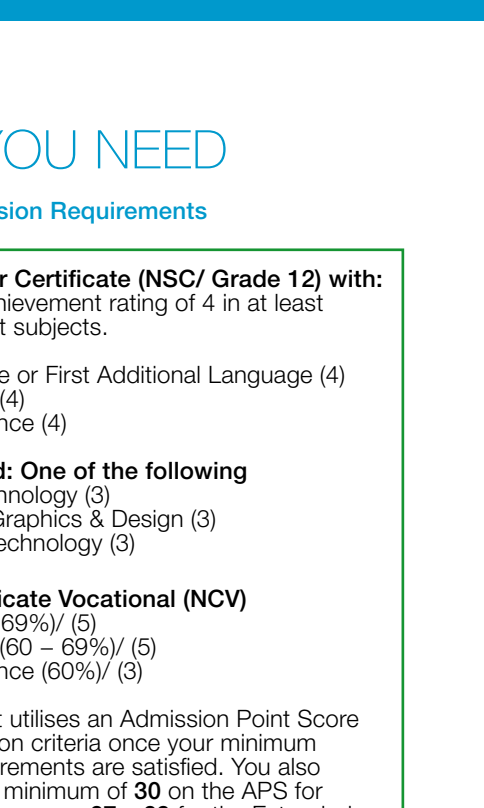 YOU NEED
sion Requirements
r Certificate (NSC/ Grade 12) with:
hievement rating of 4 in at least
t subjects.
e or First Additional Language (4)
(4)
nce (4)
d: One of the following
hnology (3)
Graphics & Design (3)
echnology (3)
icate Vocational (NCV)
69%)/ (5)
(60 – 69%)/ (5)
nce (60%)/ (3)
t utilises an Admission Point Score
on criteria once your minimum
irements are satisfied. You also
minimum of 30 on the APS for